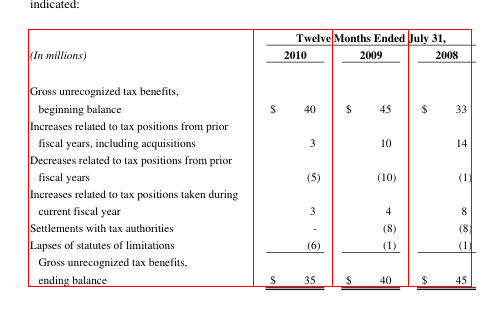 indicated:
Twelve Months Ended July 31,
(In millions) 2010 2009 2008
Gross unrecognized tax benefits,
beginning balance $ 40 $ 45 $ 33
Increases related to tax positions from prior
fiscal years, including acquisitions 3 10 14
Decreases related to tax positions from prior
fiscal years (5) (10) (1)
Increases related to tax positions taken during
current fiscal year 3 4 8
Settlements with tax authorities - (8) (8)
Lapses of statutes of limitations (6) (1) (1)
Gross unrecognized tax benefits,
ending balance $ 35 $ 40 $ 45